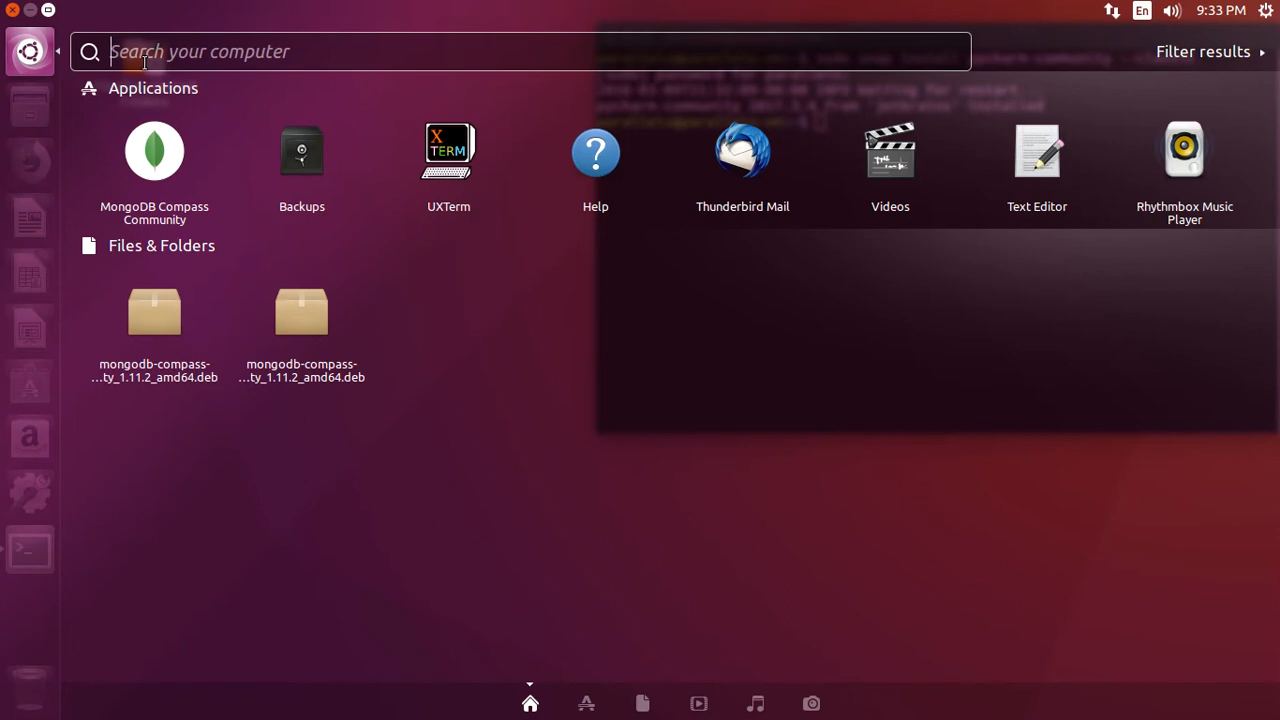 En
9:33 PM
Search your computer
Filter results
Applications
X
TERM
?
MongoDB Compass
Community
Backups
UXTerm
Help
Thunderbird Mail
Videos
Text Editor
Rhythmbox Music
Player
Files & Folders
mongodb-compass-
…ty_1.11.2_amd64.deb
mongodb-compass-
…ty_1.11.2_amd64.deb
a
>_